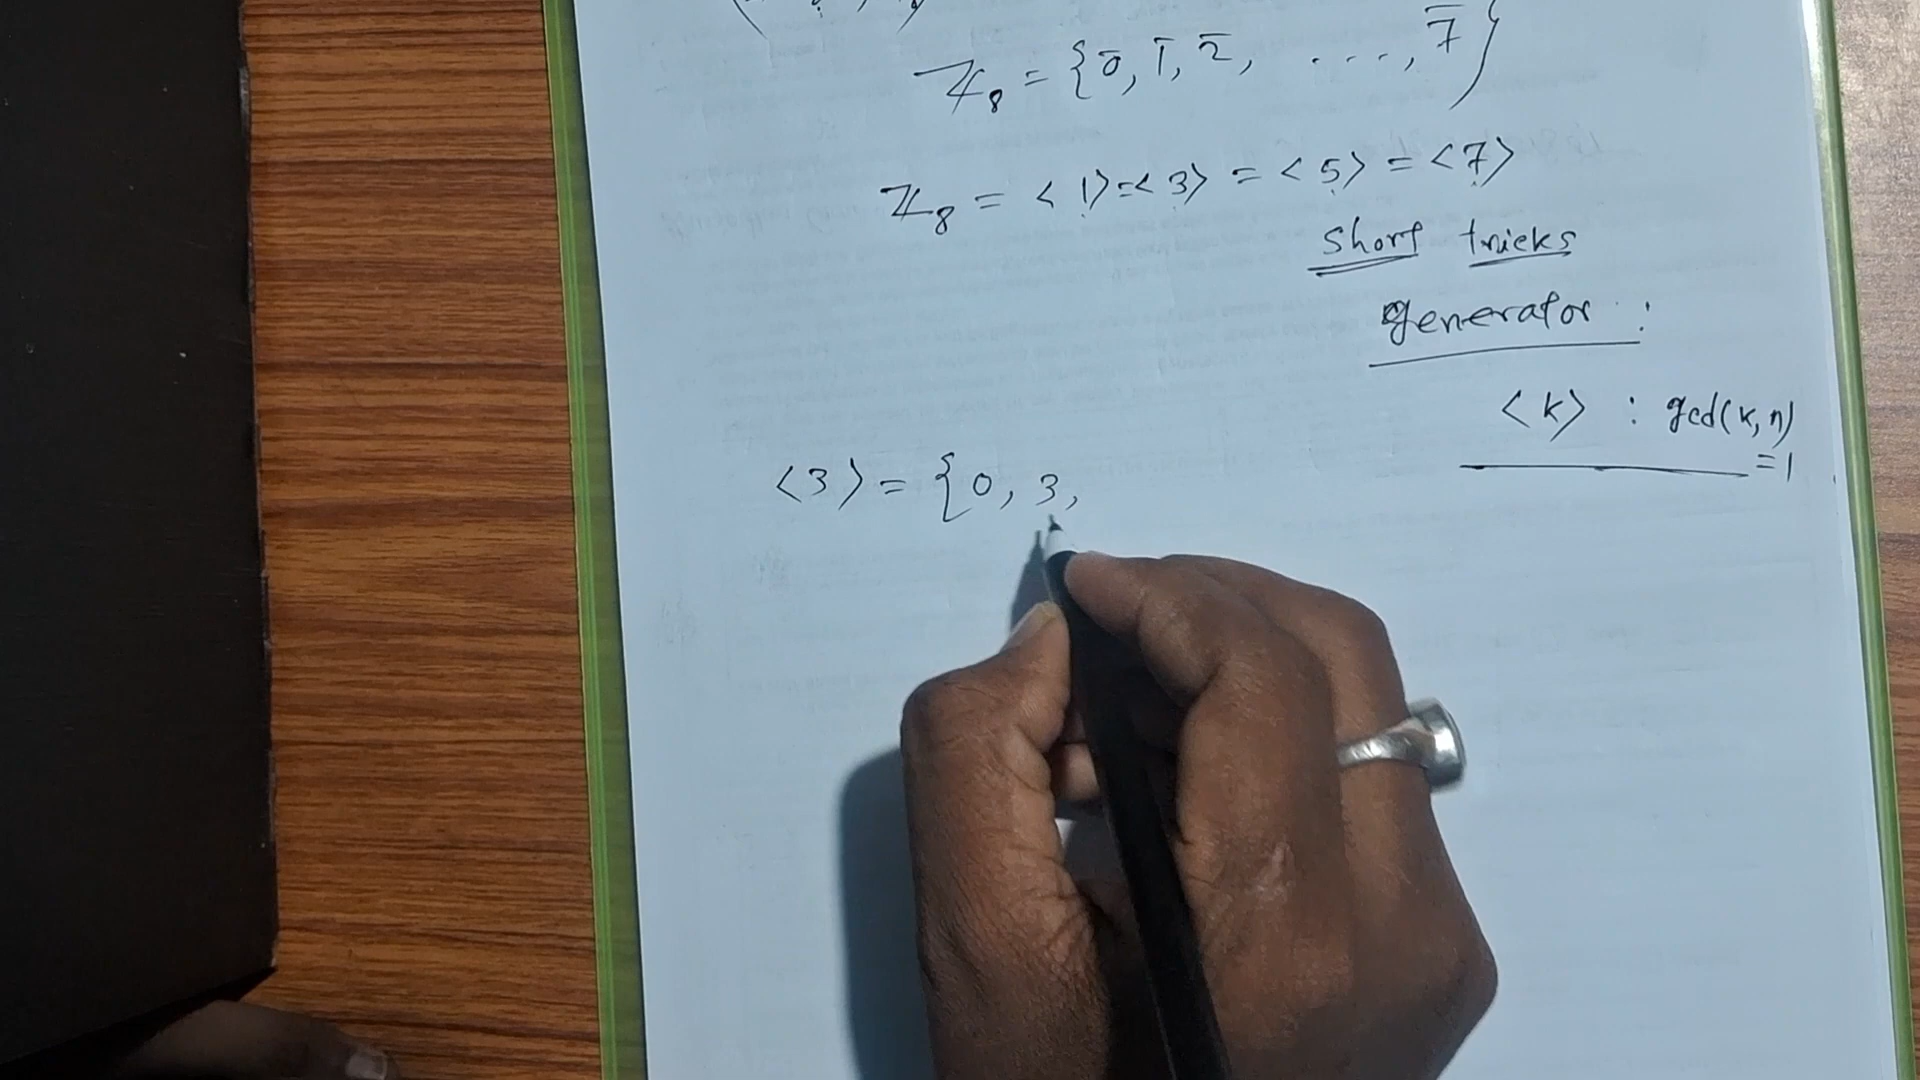 ℤ₈ = {0̄, 1̄, 2̄, ...., 7̄}
ℤ₈ = <1> = <3> = <5> = <7>
Short tricks
generator :
<k> : gcd(k,n)
=1
<3> = {0, 3,